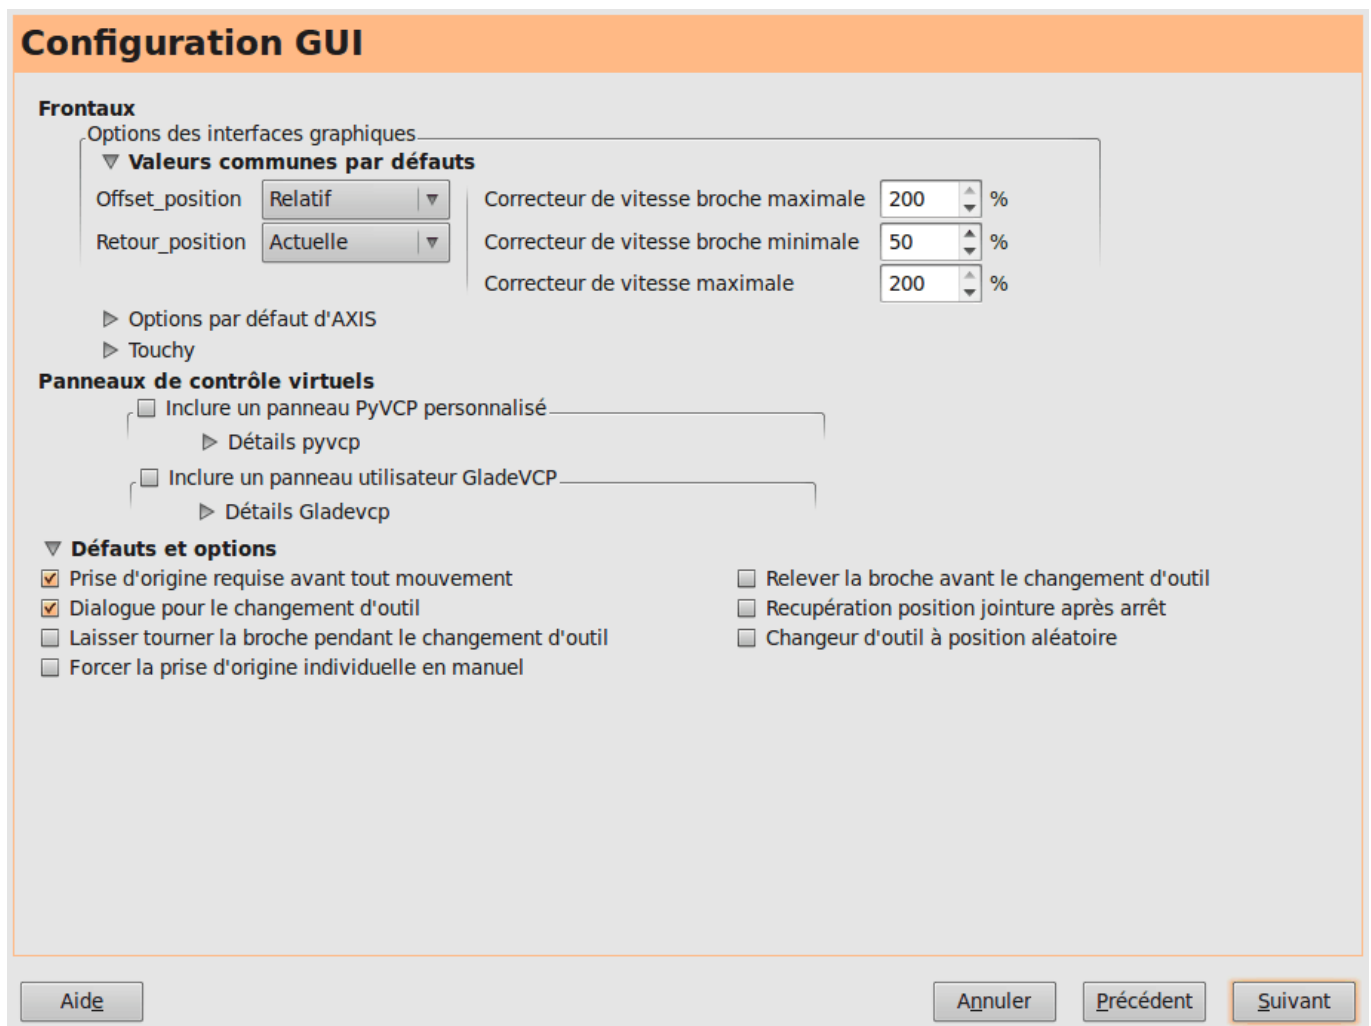 Configuration GUI
Frontaux
Options des interfaces graphiques
Valeurs communes par défauts
Offset_position Relatif Correcteur de vitesse broche maximale 200 %
Retour_position Actuelle Correcteur de vitesse broche minimale 50 %
Correcteur de vitesse maximale 200 %
Options par défaut d'AXIS
Touchy
Panneaux de contrôle virtuels
Inclure un panneau PyVCP personnalisé
Détails pyvcp
Inclure un panneau utilisateur GladeVCP
Détails Gladevcp
Défauts et options
Prise d'origine requise avant tout mouvement Relever la broche avant le changement d'outil
Dialogue pour le changement d'outil Recupération position jointure après arrêt
Laisser tourner la broche pendant le changement d'outil Changeur d'outil à position aléatoire
Forcer la prise d'origine individuelle en manuel
Aide Annuler Précédent Suivant